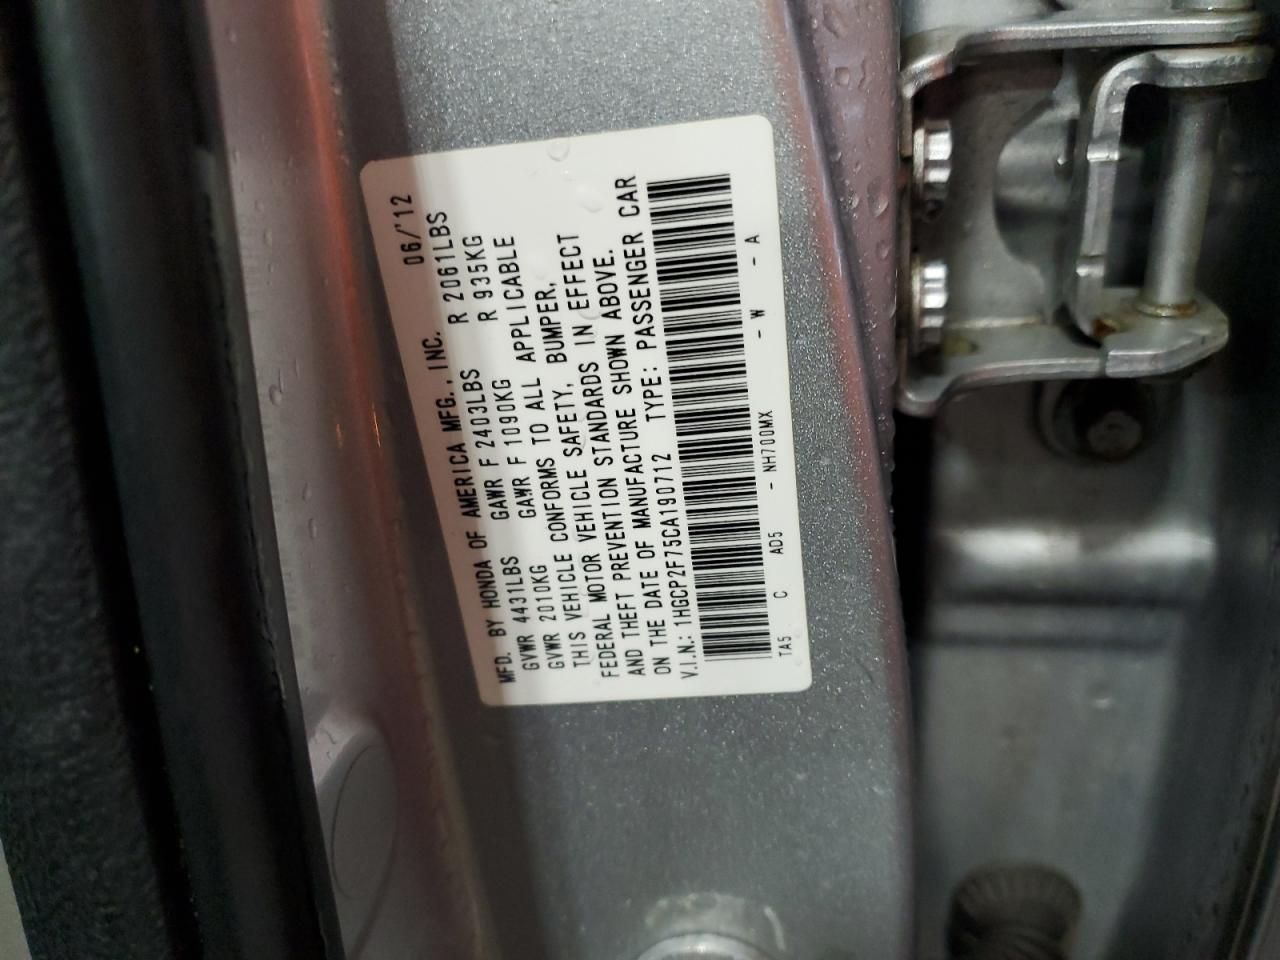 MFD. BY HONDA OF AMERICA MFG., INC. 06/'12
GVWR 4431LBS GAWR F 2403LBS R 2061LBS
GVWR 2010KG GAWR F 1090KG R 935KG
THIS VEHICLE CONFORMS TO ALL APPLICABLE
FEDERAL MOTOR VEHICLE SAFETY, BUMPER,
AND THEFT PREVENTION STANDARDS IN EFFECT
ON THE DATE OF MANUFACTURE SHOWN ABOVE.
V.I.N.: 1HGCP2F75CA190712 TYPE: PASSENGER CAR
TA5 C AD5 - NH700MX - W - A